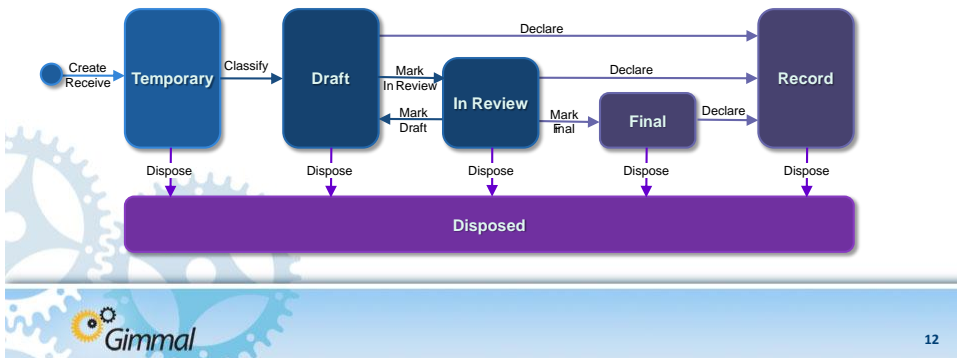 Declare
Create
Receive
Temporary
Classify
Draft
Mark
In Review
In Review
Declare
Record
Mark
Draft
Mark
Final
Final
Declare
Dispose
Dispose
Dispose
Dispose
Dispose
Disposed
Gimmal
12